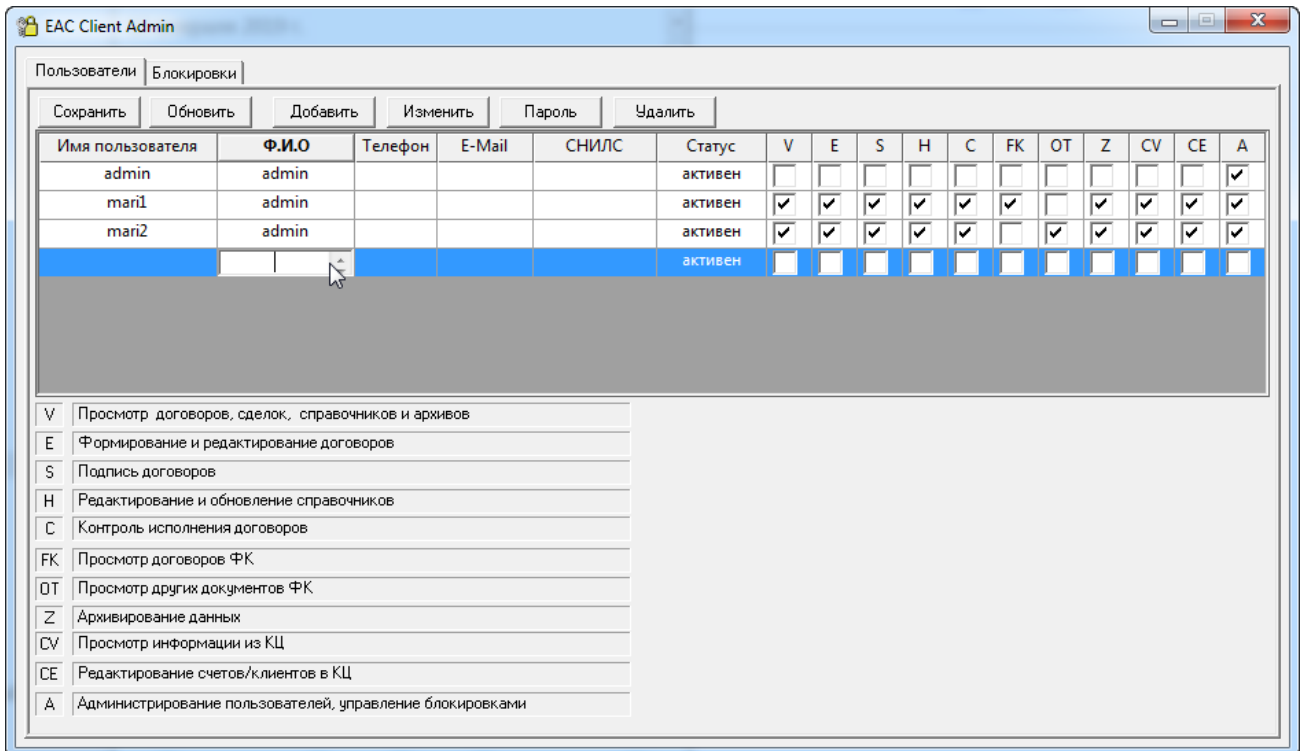 EAC Client Admin
Пользователи Блокировки
Сохранить Обновить Добавить Изменить Пароль Удалить
Имя пользователя Ф.И.О Телефон E-Mail СНИЛС Статус V E S H C FK OT Z CV CE A
admin admin активен
mari1 admin активен
mari2 admin активен
активен
V Просмотр договоров, сделок, справочников и архивов
E Формирование и редактирование договоров
S Подпись договоров
H Редактирование и обновление справочников
C Контроль исполнения договоров
FK Просмотр договоров ФК
OT Просмотр других документов ФК
Z Архивирование данных
CV Просмотр информации из КЦ
CE Редактирование счетов/клиентов в КЦ
A Администрирование пользователей, управление блокировками